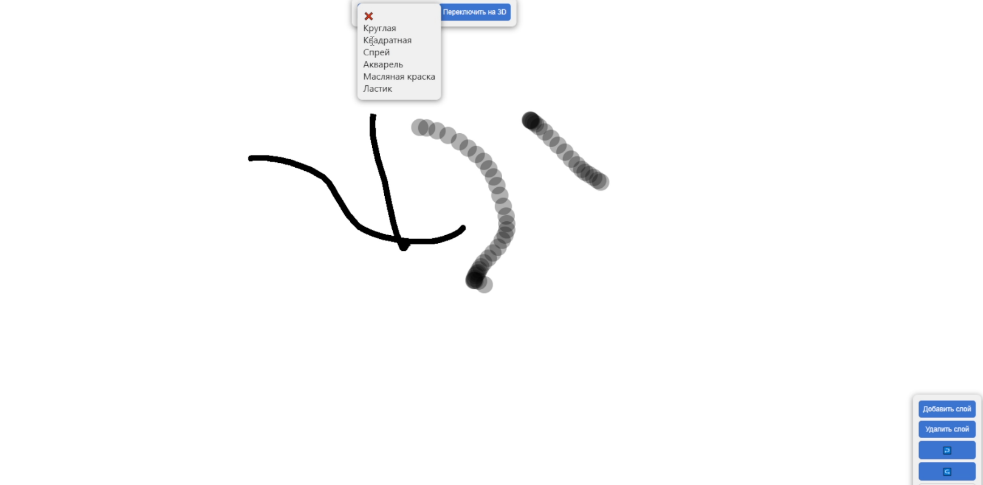 Переключить на 3D
Круглая
Квадратная
Спрей
Акварель
Масляная краска
Ластик
Добавить слой
Удалить слой